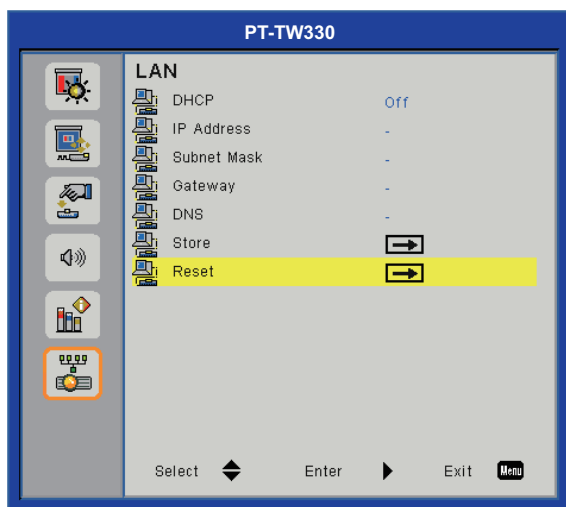 PT-TW330
LAN
DHCP Off
IP Address -
Subnet Mask -
Gateway -
DNS -
Store
Reset
Select Enter Exit Menu